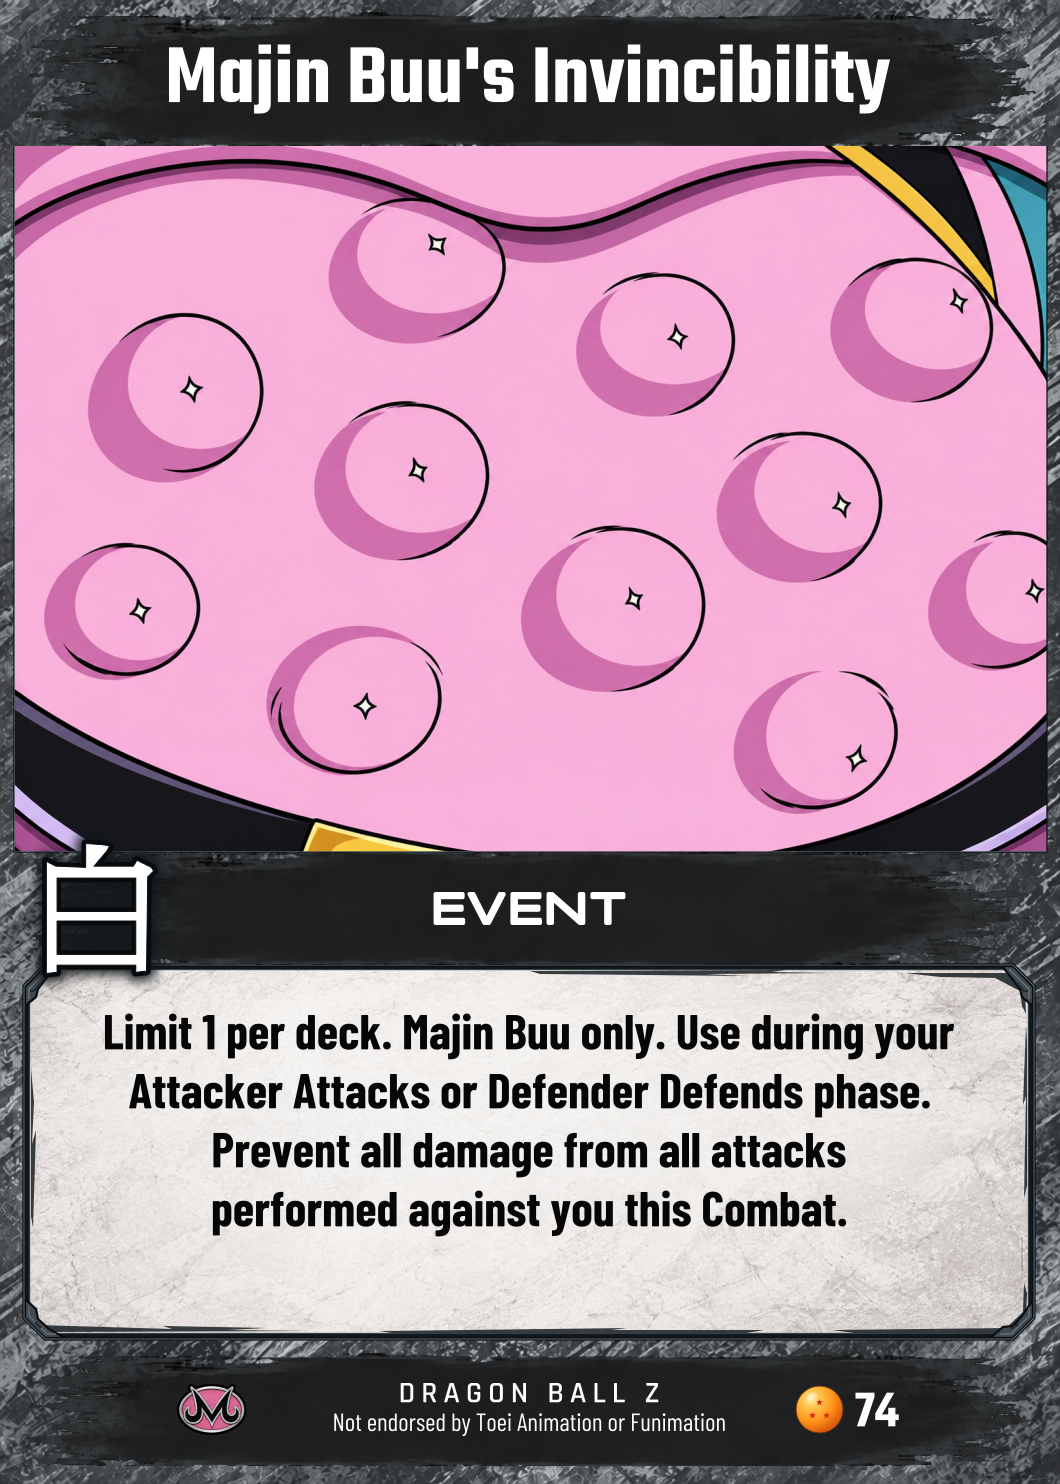 Majin Buu's Invincibility
白
EVENT
Limit 1 per deck. Majin Buu only. Use during your
Attacker Attacks or Defender Defends phase.
Prevent all damage from all attacks
performed against you this Combat.
M
DRAGON BALL Z
Not endorsed by Toei Animation or Funimation
74